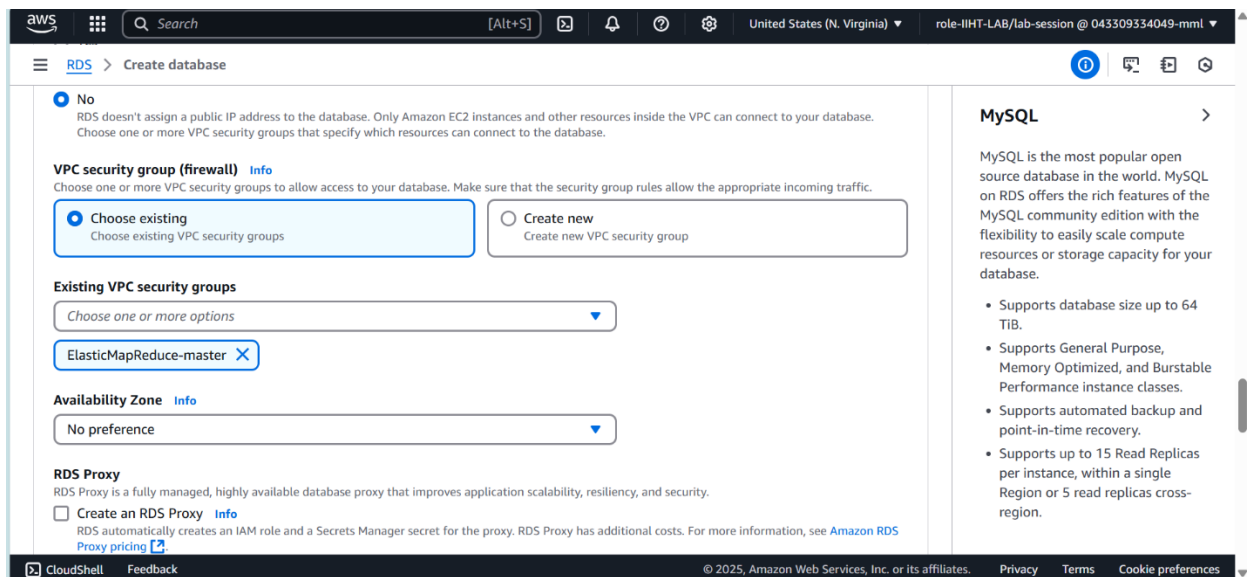 aws
Search
[Alt+S]
United States (N. Virginia) ▼
role-IIHT-LAB/lab-session @ 043309334049-mml ▼
RDS > Create database
No
RDS doesn't assign a public IP address to the database. Only Amazon EC2 instances and other resources inside the VPC can connect to your database.
Choose one or more VPC security groups that specify which resources can connect to the database.
VPC security group (firewall) Info
Choose one or more VPC security groups to allow access to your database. Make sure that the security group rules allow the appropriate incoming traffic.
Choose existing
Choose existing VPC security groups
Create new
Create new VPC security group
Existing VPC security groups
Choose one or more options
ElasticMapReduce-master
Availability Zone Info
No preference
RDS Proxy
RDS Proxy is a fully managed, highly available database proxy that improves application scalability, resiliency, and security.
Create an RDS Proxy Info
RDS automatically creates an IAM role and a Secrets Manager secret for the proxy. RDS Proxy has additional costs. For more information, see Amazon RDS
Proxy pricing.
MySQL
MySQL is the most popular open
source database in the world. MySQL
on RDS offers the rich features of the
MySQL community edition with the
flexibility to easily scale compute
resources or storage capacity for your
database.
• Supports database size up to 64
TiB.
• Supports General Purpose,
Memory Optimized, and Burstable
Performance instance classes.
• Supports automated backup and
point-in-time recovery.
• Supports up to 15 Read Replicas
per instance, within a single
Region or 5 read replicas cross-
region.
CloudShell
Feedback
© 2025, Amazon Web Services, Inc. or its affiliates.
Privacy
Terms
Cookie preferences